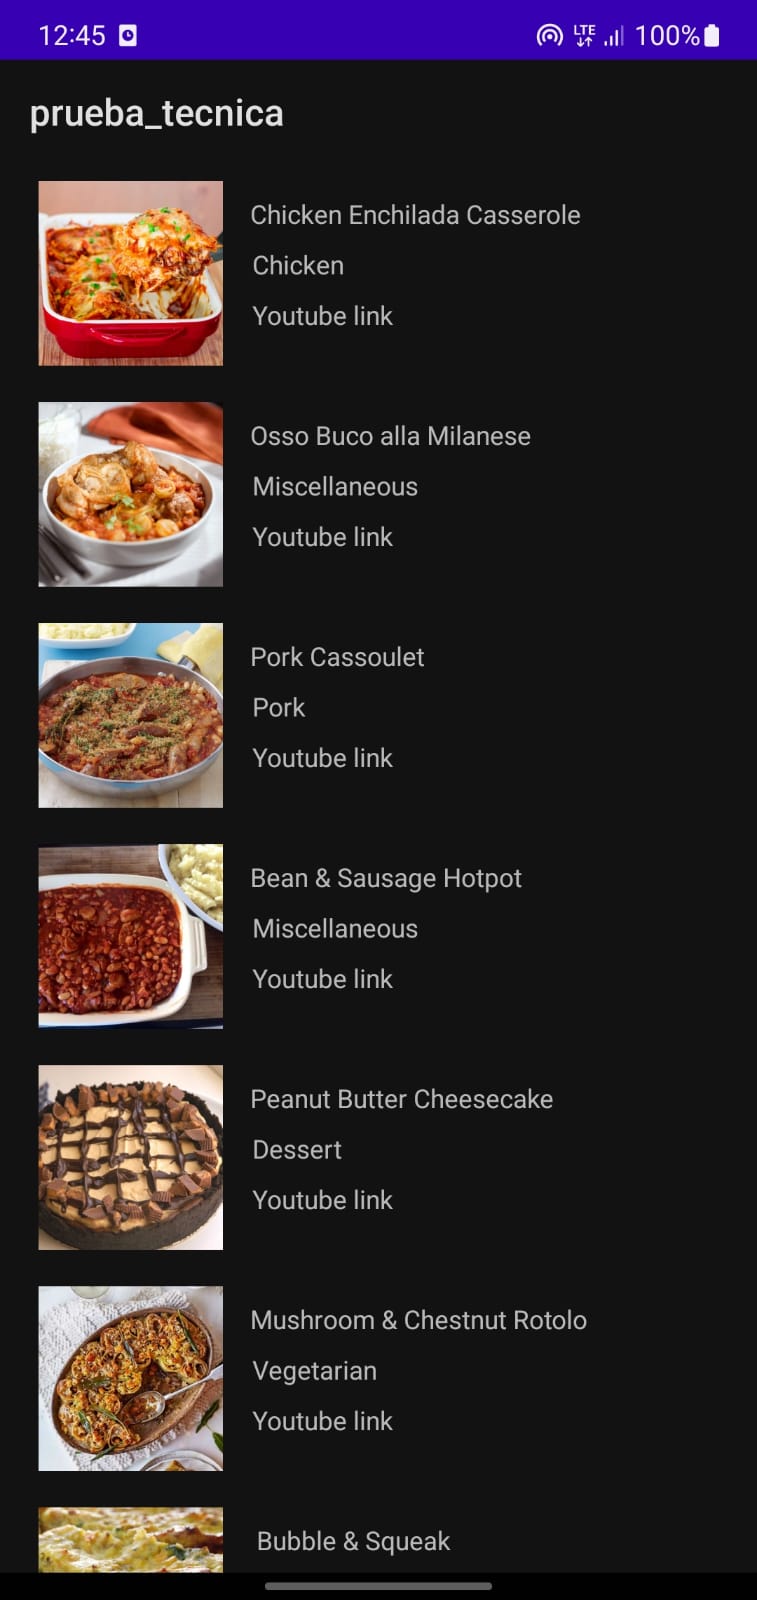 12:45 LTE 100%
prueba_tecnica
Chicken Enchilada Casserole
Chicken
Youtube link
Osso Buco alla Milanese
Miscellaneous
Youtube link
Pork Cassoulet
Pork
Youtube link
Bean & Sausage Hotpot
Miscellaneous
Youtube link
Peanut Butter Cheesecake
Dessert
Youtube link
Mushroom & Chestnut Rotolo
Vegetarian
Youtube link
Bubble & Squeak